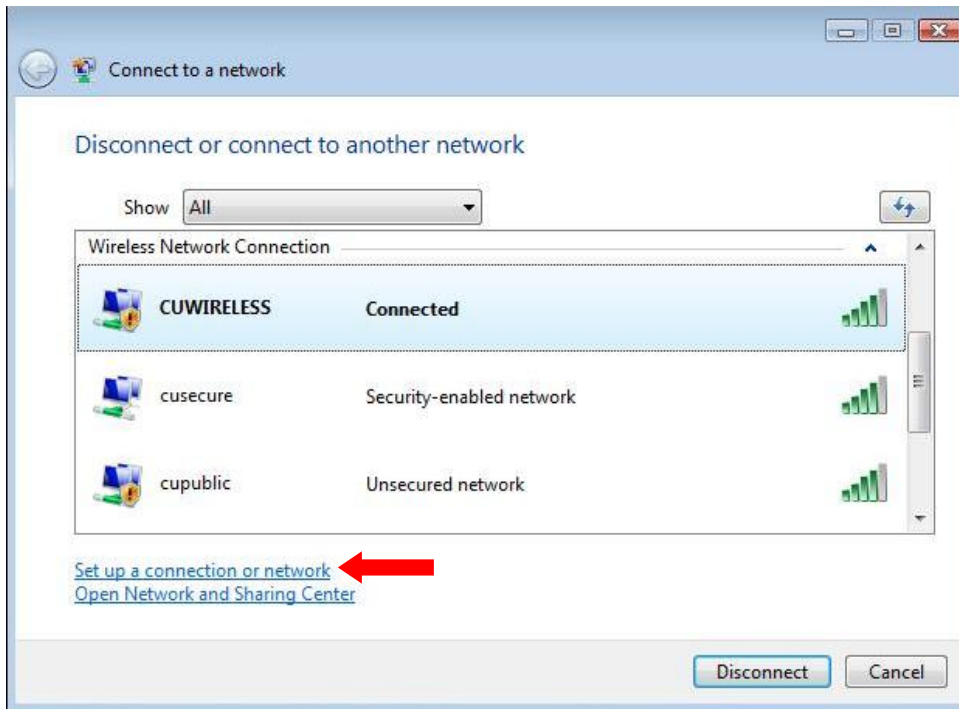 Connect to a network
Disconnect or connect to another network
Show All
Wireless Network Connection
CUWIRELESS Connected
cusecure Security-enabled network
cupublic Unsecured network
Set up a connection or network
Open Network and Sharing Center
Disconnect Cancel